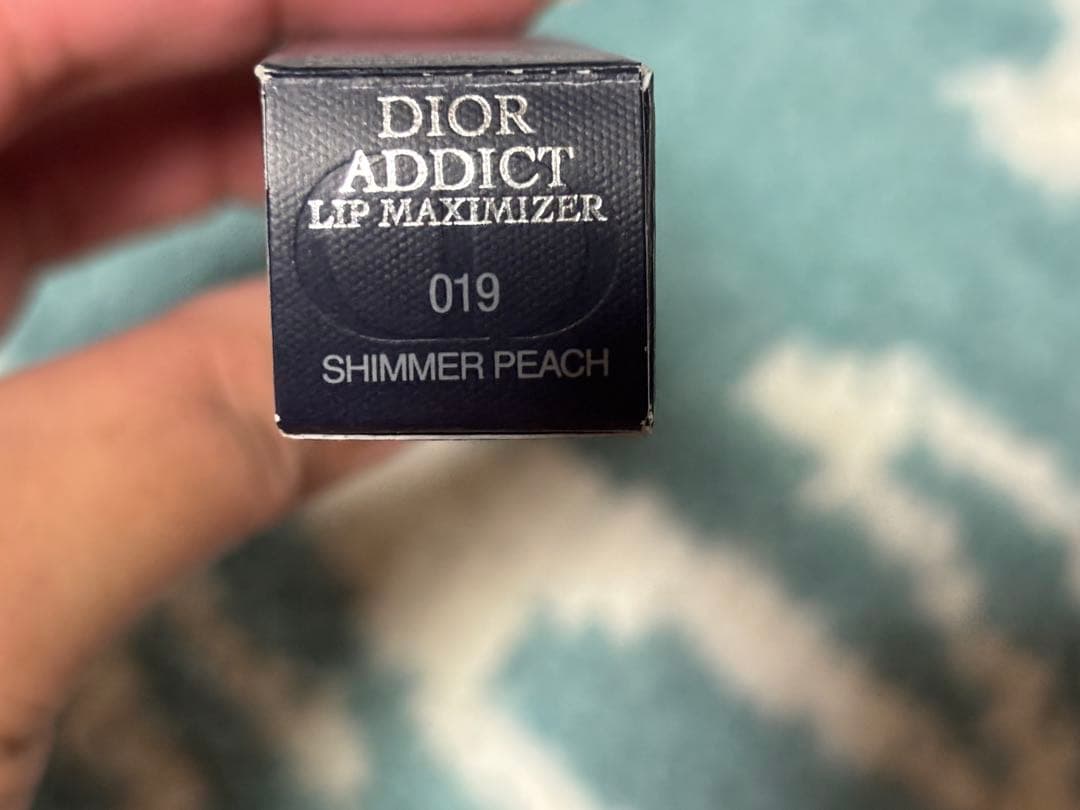 DIOR
ADDICT
LIP MAXIMIZER
019
SHIMMER PEACH